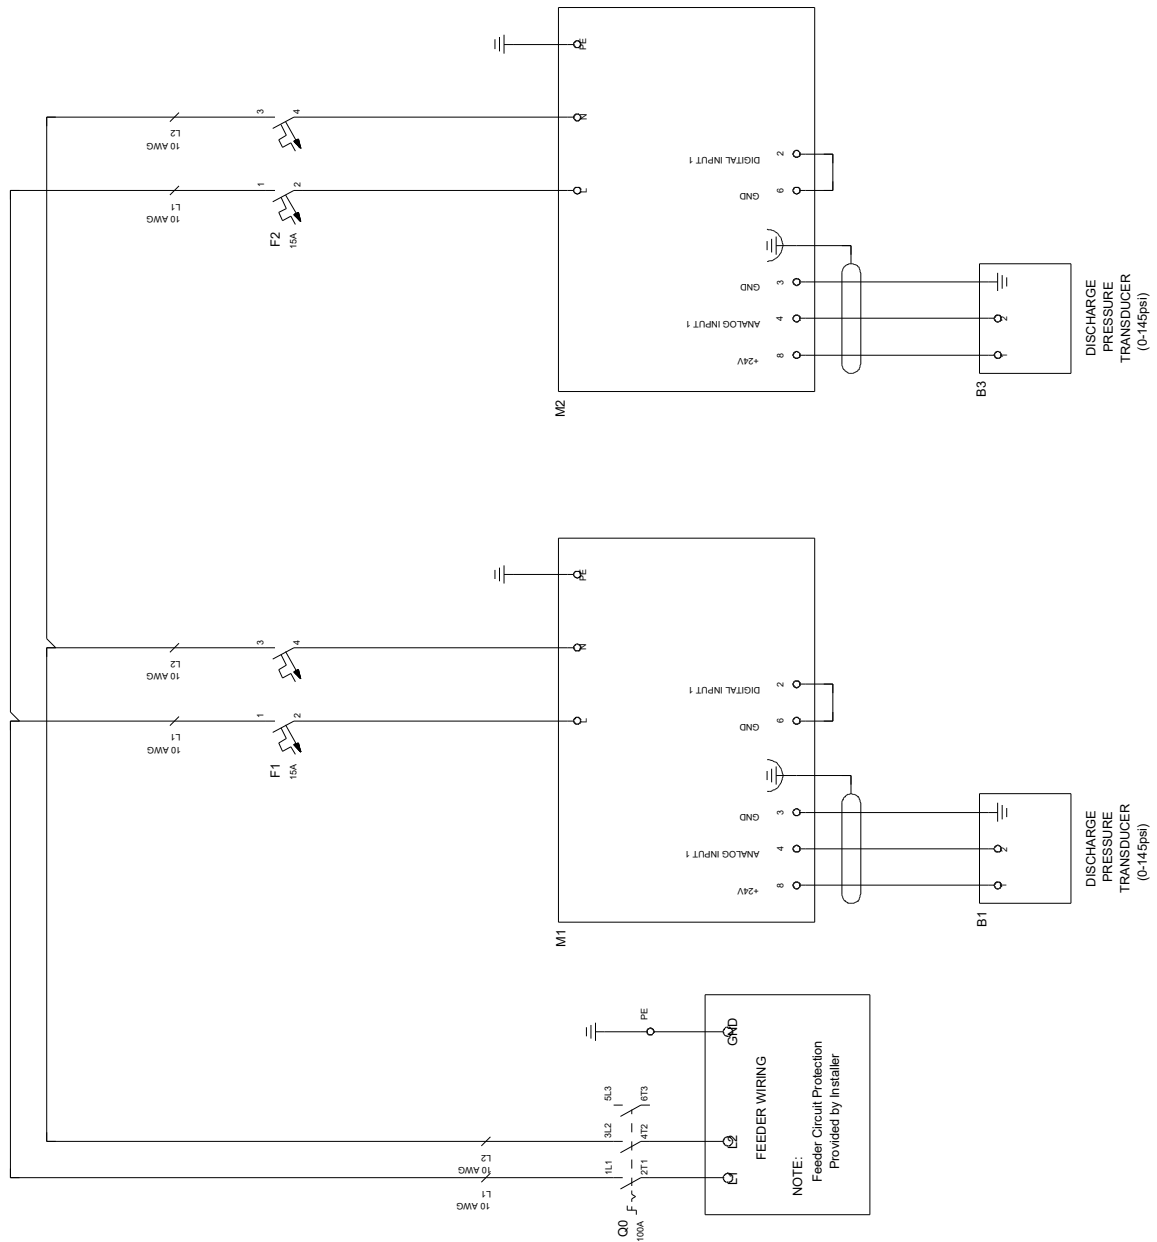 PE
L2
10 AWG
3
4
N
L1
10 AWG
1
2
L
F2
15A
DIGITAL INPUT 1
2
GND
6
GND
3
ANALOG INPUT 1
4
+24V
8
M2
2
1
B3
DISCHARGE
PRESSURE
TRANSDUCER
(0-145psi)
PE
L2
10 AWG
3
4
N
L1
10 AWG
1
2
L
F1
15A
DIGITAL INPUT 1
2
GND
6
GND
3
ANALOG INPUT 1
4
+24V
8
M1
2
1
B1
DISCHARGE
PRESSURE
TRANSDUCER
(0-145psi)
PE
GND
5L3
6T3
3L2
4T2
L2
L2
10 AWG
1L1
2T1
L1
L1
10 AWG
Q0
100A
FEEDER WIRING
NOTE:
Feeder Circuit Protection
Provided by Installer